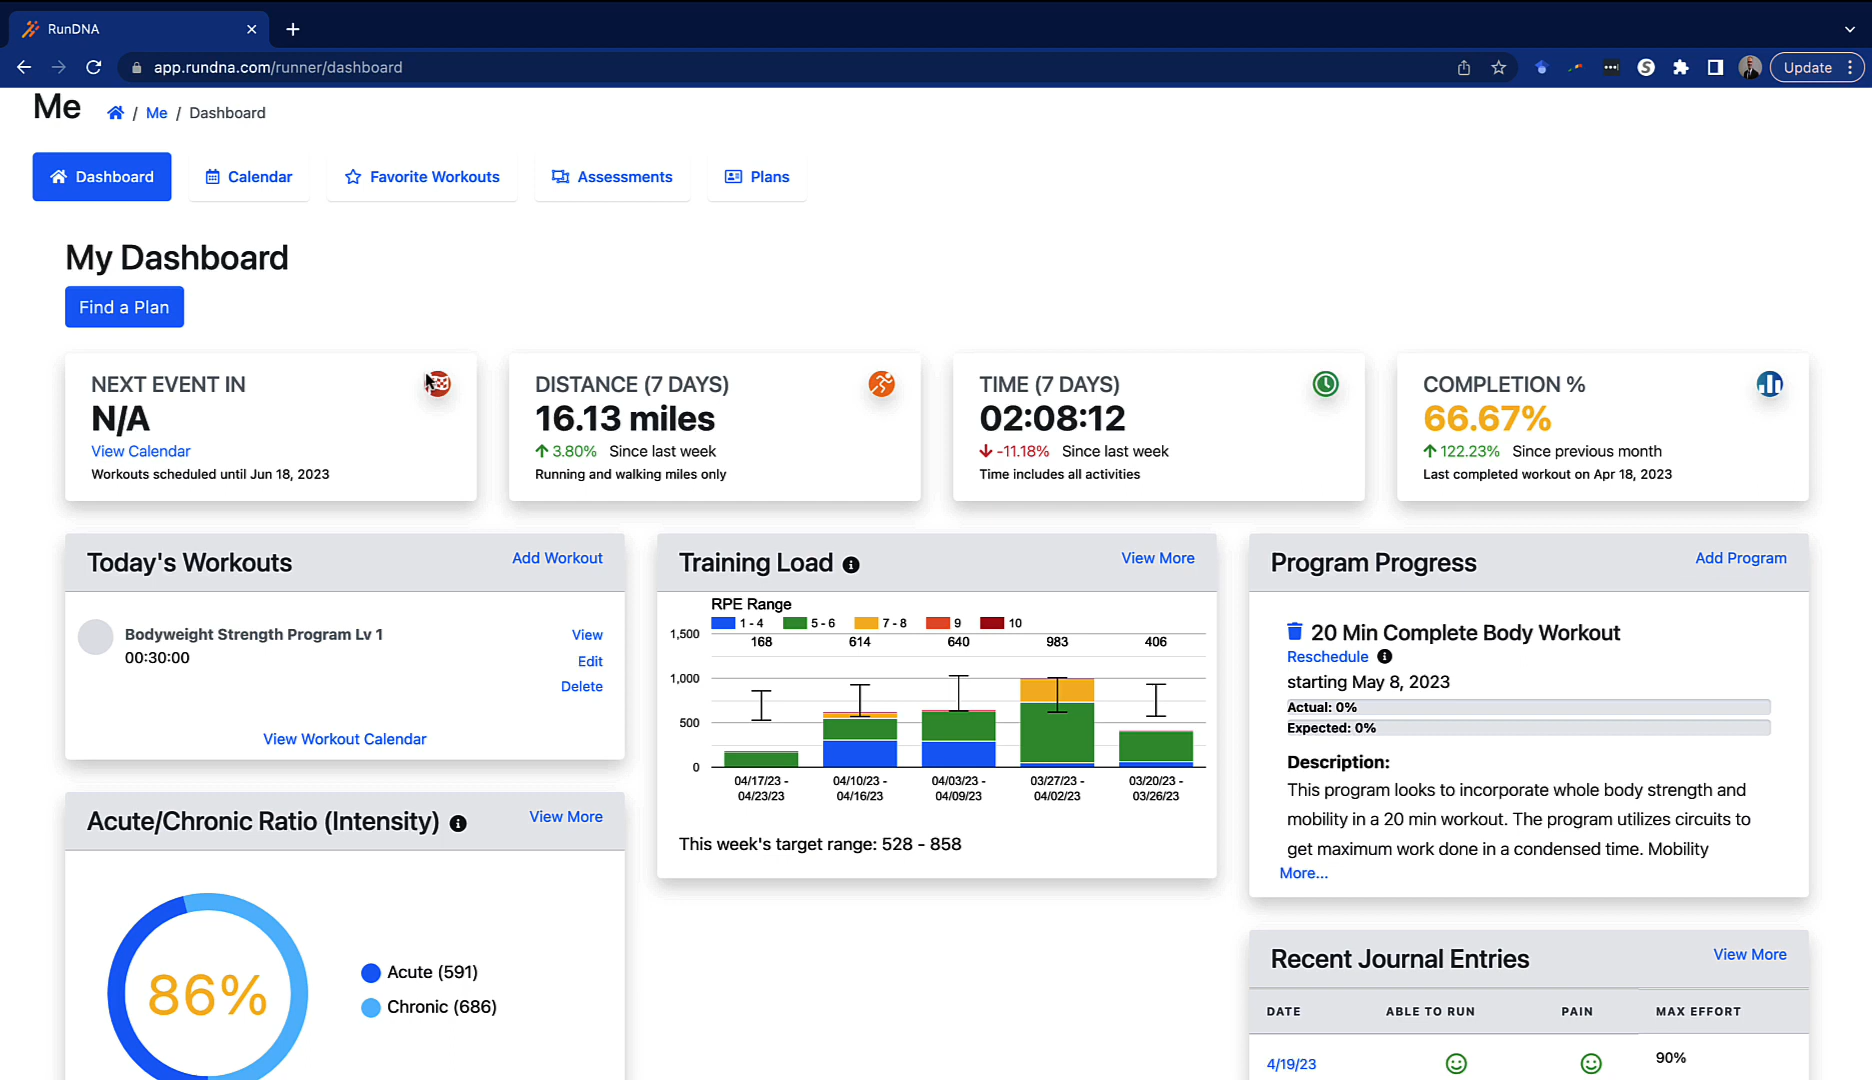 RunDNA
app.rundna.com/runner/dashboard
Update
Me
/ Me / Dashboard
Dashboard
Calendar
Favorite Workouts
Assessments
Plans
My Dashboard
Find a Plan
NEXT EVENT IN
N/A
View Calendar
Workouts scheduled until Jun 18, 2023
DISTANCE (7 DAYS)
16.13 miles
3.80% Since last week
Running and walking miles only
TIME (7 DAYS)
02:08:12
-11.18% Since last week
Time includes all activities
COMPLETION %
66.67%
122.23% Since previous month
Last completed workout on Apr 18, 2023
Today's Workouts
Add Workout
Bodyweight Strength Program Lv 1
00:30:00
View
Edit
Delete
View Workout Calendar
Acute/Chronic Ratio (Intensity)
View More
86%
Acute (591)
Chronic (686)
Training Load
View More
RPE Range
1 - 4
5 - 6
7 - 8
9
10
1,500
168
614
640
983
406
1,000
500
0
04/17/23 -
04/23/23
04/10/23 -
04/16/23
04/03/23 -
04/09/23
03/27/23 -
04/02/23
03/20/23 -
03/26/23
This week's target range: 528 - 858
Program Progress
Add Program
20 Min Complete Body Workout
Reschedule
starting May 8, 2023
Actual: 0%
Expected: 0%
Description:
This program looks to incorporate whole body strength and
mobility in a 20 min workout. The program utilizes circuits to
get maximum work done in a condensed time. Mobility
More...
Recent Journal Entries
View More
DATE
ABLE TO RUN
PAIN
MAX EFFORT
4/19/23
90%